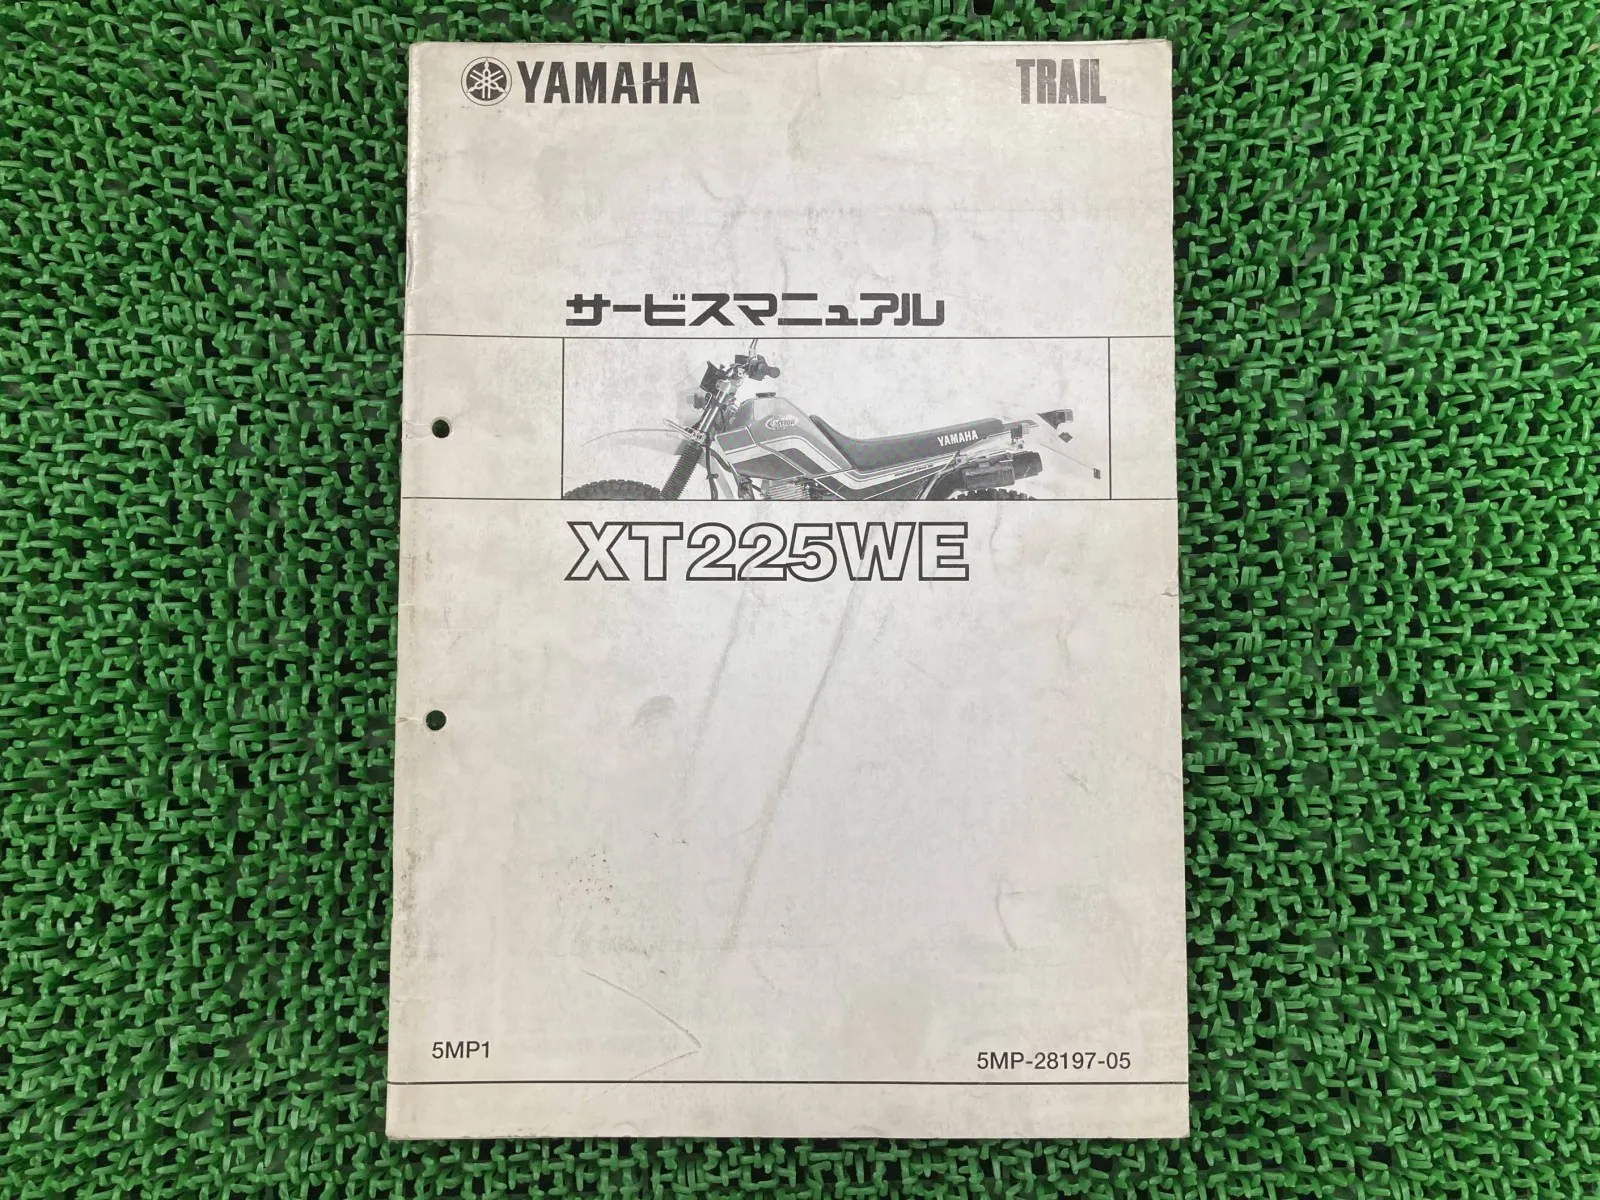 YAMAHA TRAIL
サービスマニュアル
YAMAHA
XT225WE
5MP1 5MP-28197-05